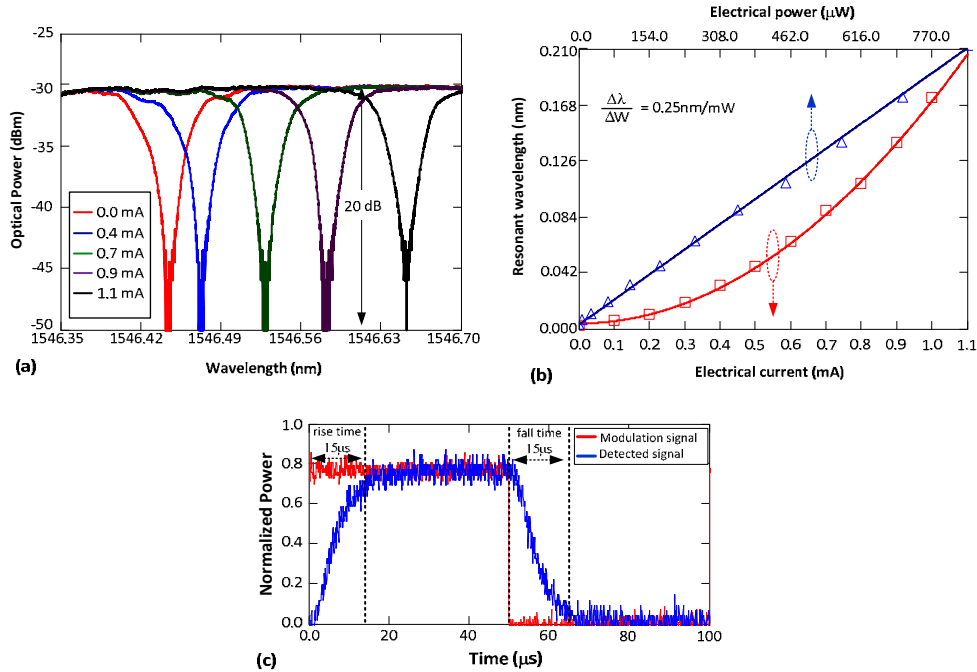 -25
-30
-35
-40
-45
-50
Optical Power (dBm)
0.0 mA
0.4 mA
0.7 mA
0.9 mA
1.1 mA
20 dB
1546.35 1546.42 1546.49 1546.56 1546.63 1546.70
Wavelength (nm)
(a)
Electrical power (μW)
0.0 154.0 308.0 462.0 616.0 770.0
0.210
0.168
0.126
0.084
0.042
0.000
Resonant wavelength (nm)
Δλ
ΔW
= 0.25nm/mW
0.0 0.1 0.2 0.3 0.4 0.5 0.6 0.7 0.8 0.9 1.0 1.1
Electrical current (mA)
(b)
1.0
0.8
0.6
0.4
0.2
0.0
Normalized Power
rise time
15μs
fall time
15μs
Modulation signal
Detected signal
0.0 20 40 60 80 100
Time (μs)
(c)